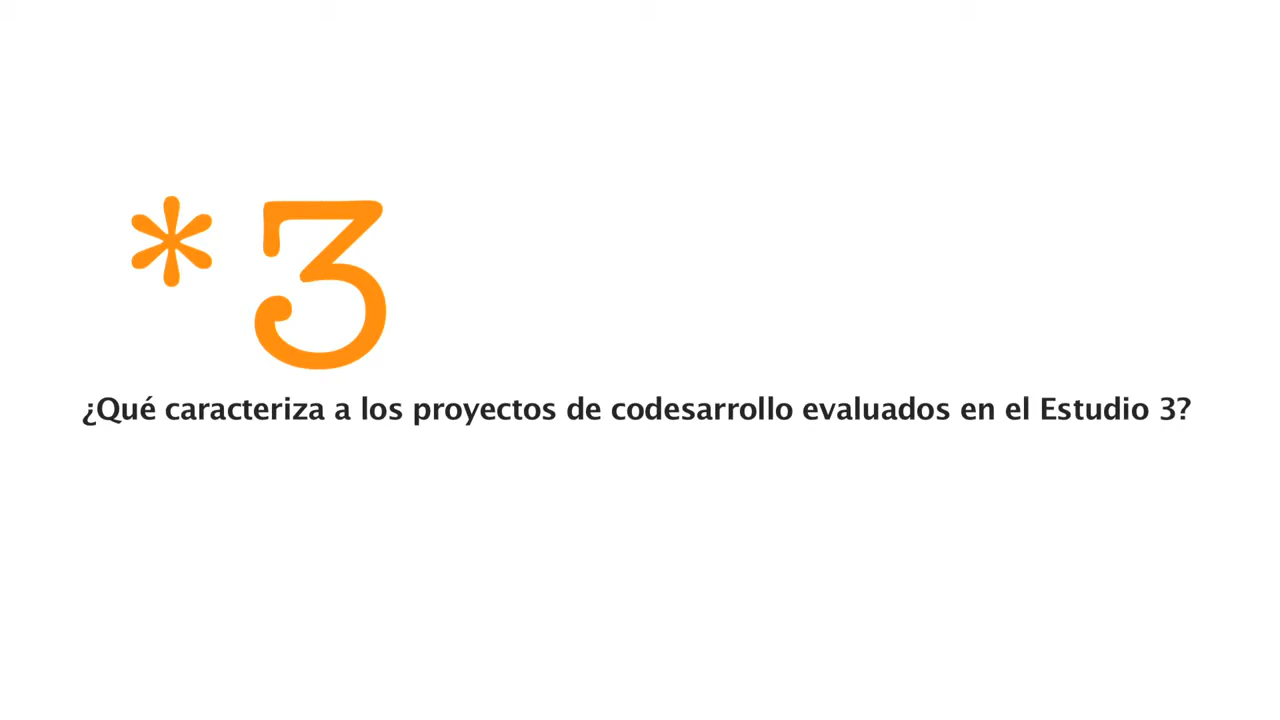 *3
¿Qué caracteriza a los proyectos de codesarrollo evaluados en el Estudio 3?